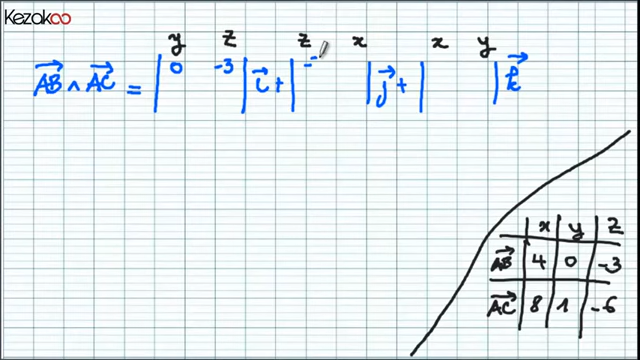 Kezakoo
y z z x x y
AB ∧ AC = | 0 -3 | i + | - | j + | | k
x y z
AB 4 0 -3
AC 8 1 -6